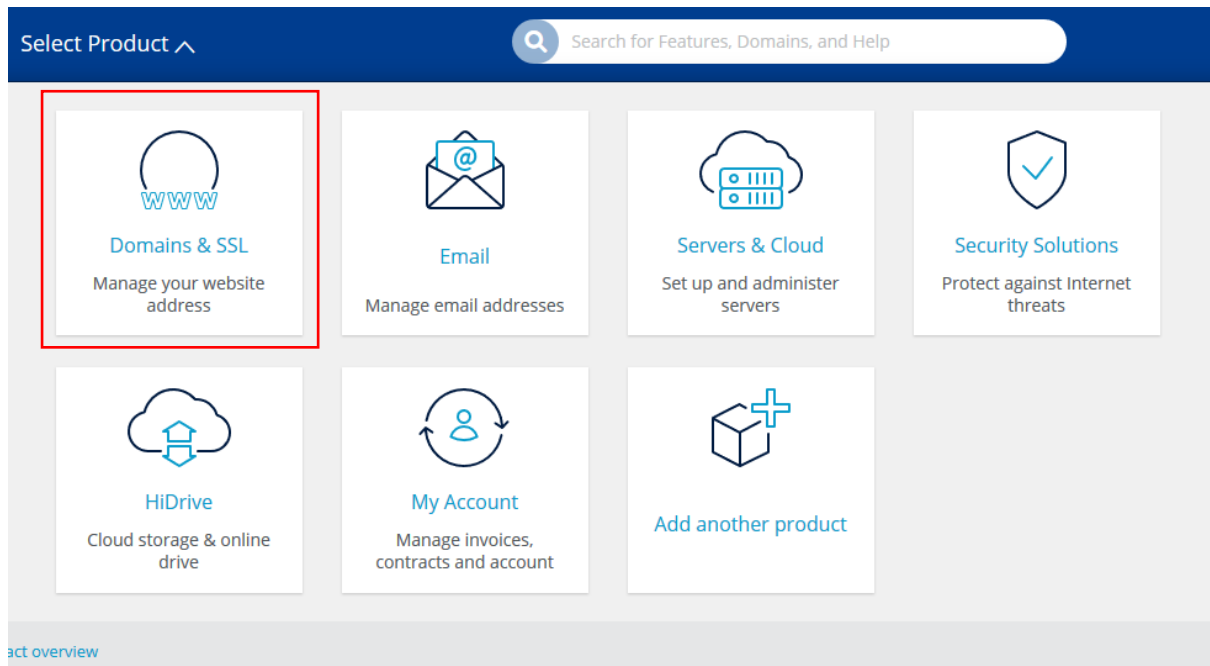 Select Product
Search for Features, Domains, and Help
www
Domains & SSL
Manage your website
address
@
Email
Manage email addresses
Servers & Cloud
Set up and administer
servers
Security Solutions
Protect against Internet
threats
HiDrive
Cloud storage & online
drive
My Account
Manage invoices,
contracts and account
Add another product
act overview